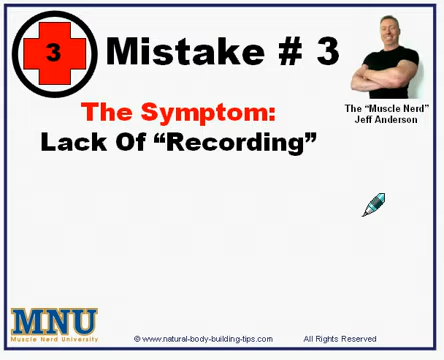 3
Mistake # 3
The "Muscle Nerd"
Jeff Anderson
The Symptom:
Lack Of “Recording”
MNU
Muscle Nerd University
© www.natural-body-building-tips.com
All Rights Reserved